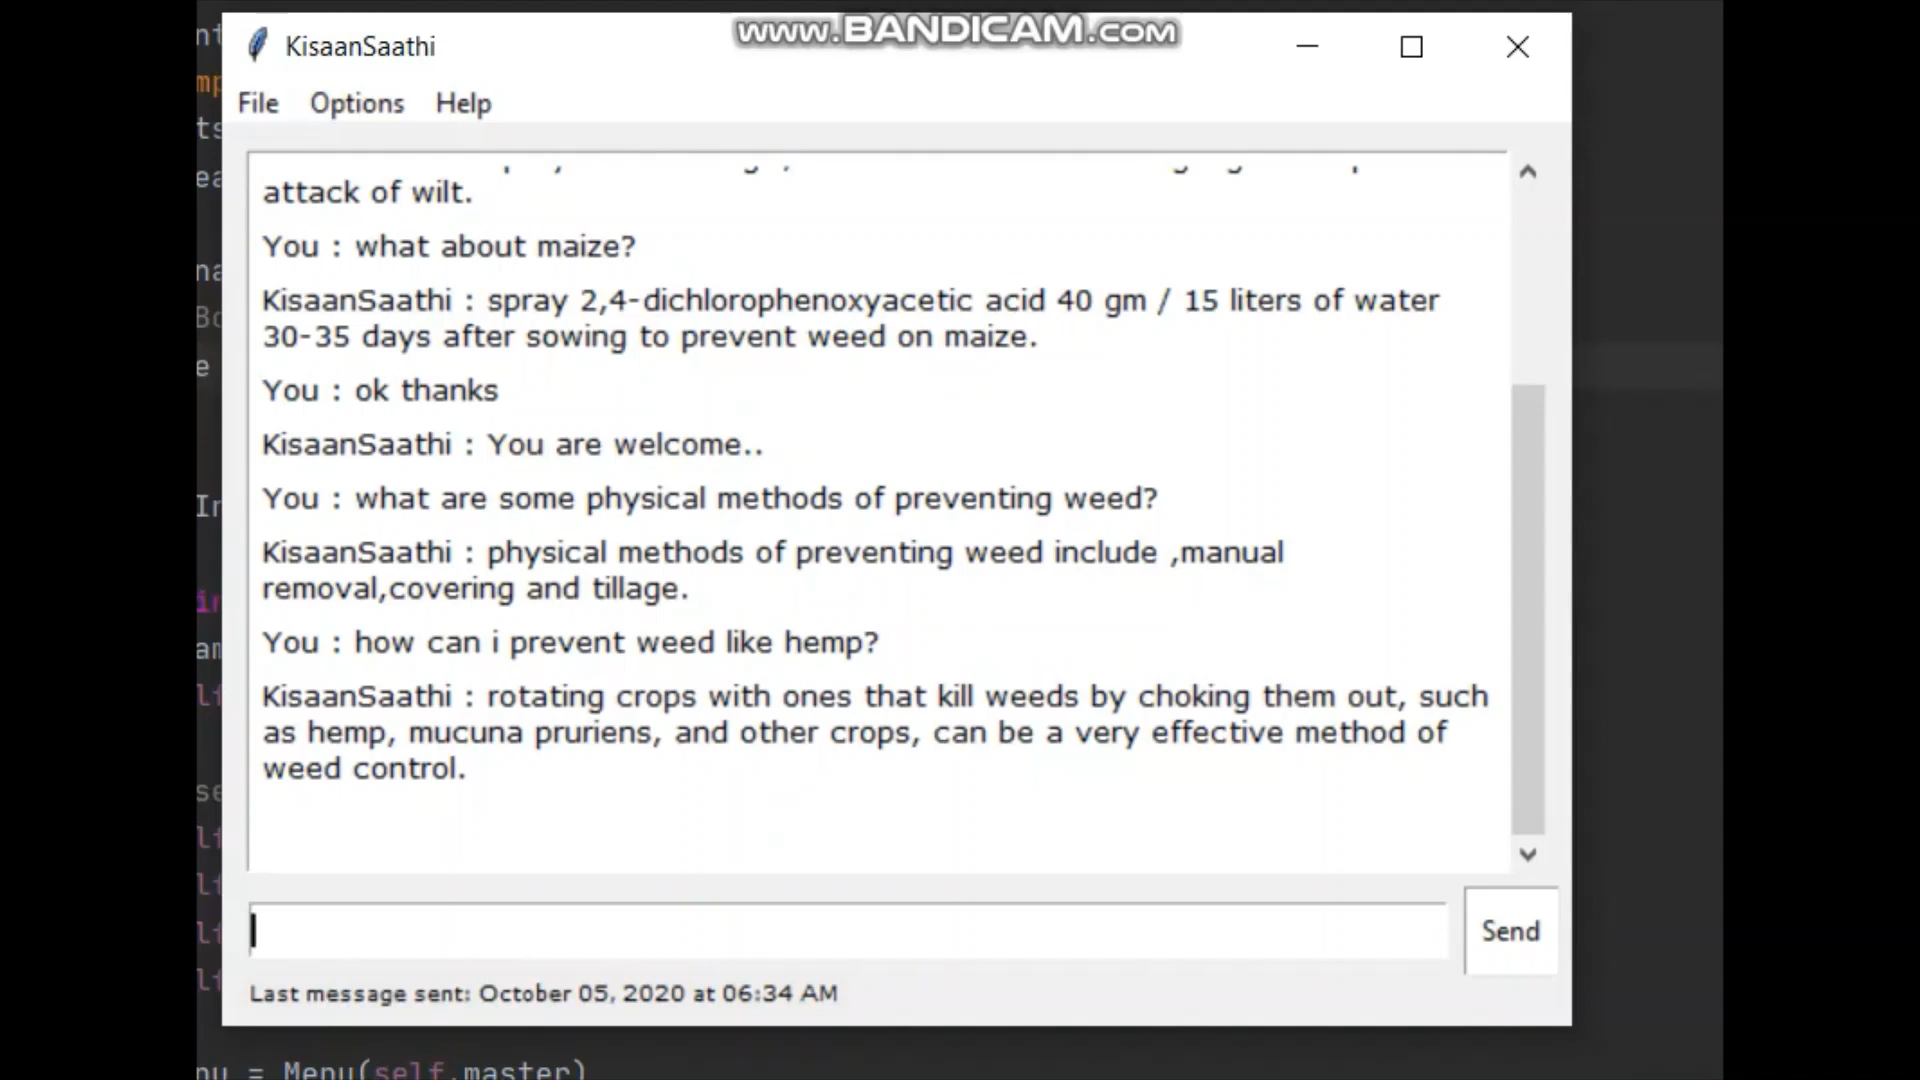 www.BANDICAM.com
KisaanSaathi
File Options Help
attack of wilt.
You : what about maize?
KisaanSaathi : spray 2,4-dichlorophenoxyacetic acid 40 gm / 15 liters of water
30-35 days after sowing to prevent weed on maize.
You : ok thanks
KisaanSaathi : You are welcome..
You : what are some physical methods of preventing weed?
KisaanSaathi : physical methods of preventing weed include ,manual
removal,covering and tillage.
You : how can i prevent weed like hemp?
KisaanSaathi : rotating crops with ones that kill weeds by choking them out, such
as hemp, mucuna pruriens, and other crops, can be a very effective method of
weed control.
Send
Last message sent: October 05, 2020 at 06:34 AM
nu = Menu(self.master)